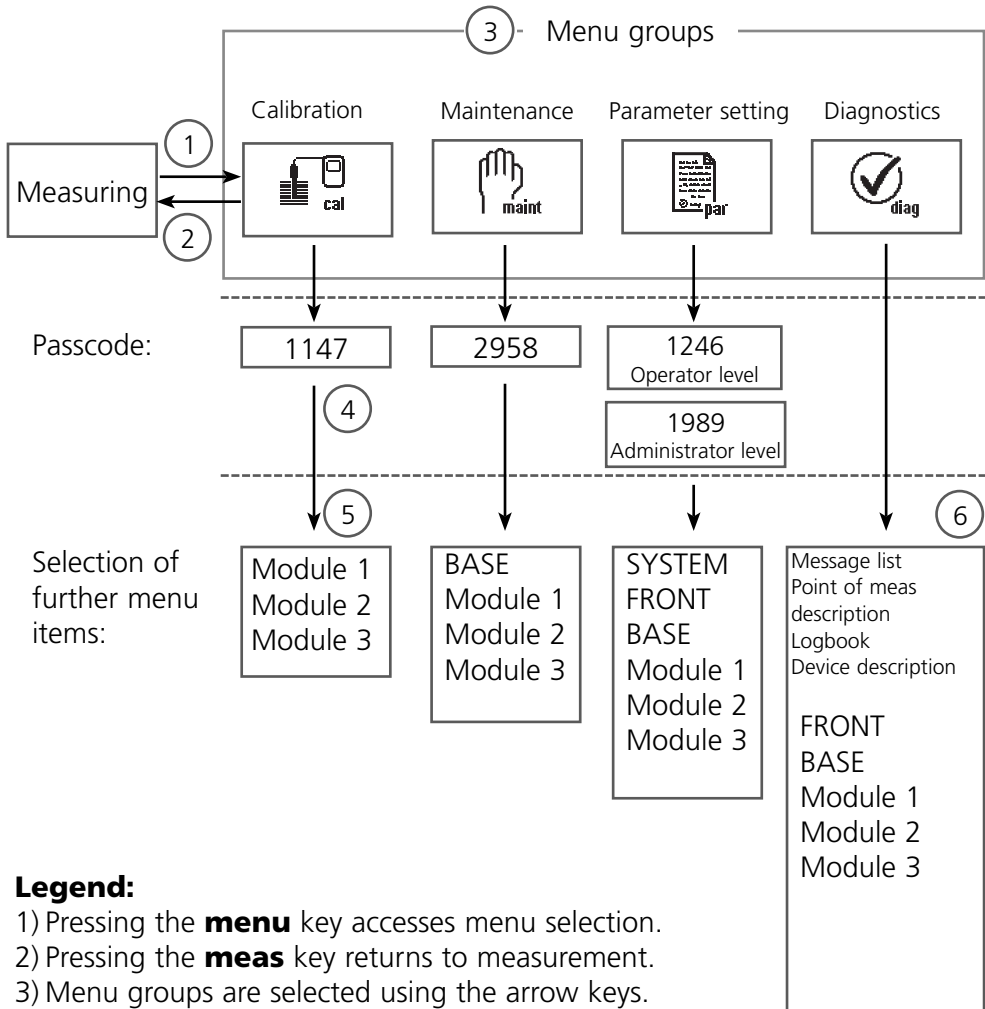 3 Menu groups
Calibration Maintenance Parameter setting Diagnostics
1
Measuring
cal maint par diag
2
Passcode: 1147 2958 1246
Operator level
4
1989
Administrator level
5 6
Selection of
further menu
items:
Module 1
Module 2
Module 3
BASE
Module 1
Module 2
Module 3
SYSTEM
FRONT
BASE
Module 1
Module 2
Module 3
Message list
Point of meas
description
Logbook
Device description
FRONT
BASE
Module 1
Module 2
Module 3
Legend:
1) Pressing the menu key accesses menu selection.
2) Pressing the meas key returns to measurement.
3) Menu groups are selected using the arrow keys.